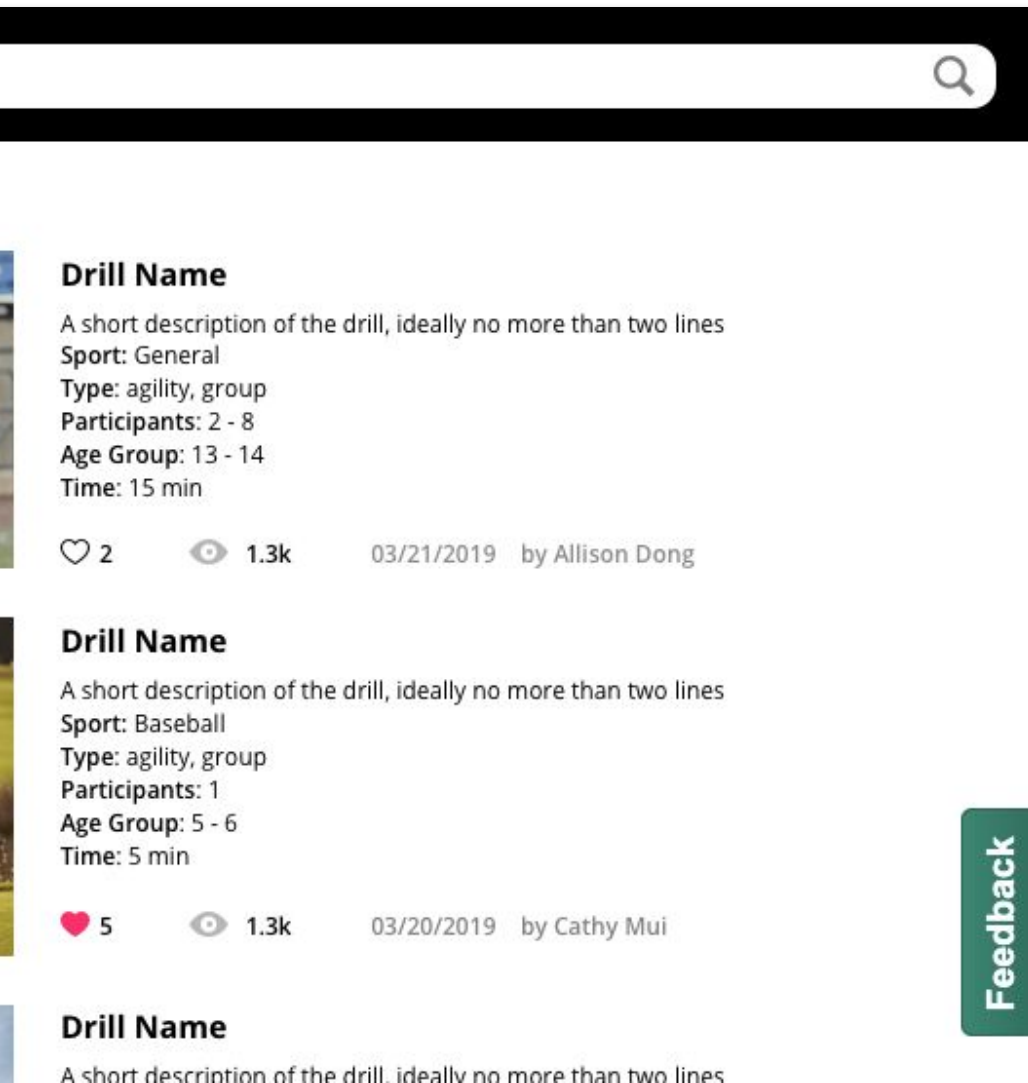 Drill Name
A short description of the drill, ideally no more than two lines
Sport: General
Type: agility, group
Participants: 2 - 8
Age Group: 13 - 14
Time: 15 min
2 1.3k 03/21/2019 by Allison Dong
Drill Name
A short description of the drill, ideally no more than two lines
Sport: Baseball
Type: agility, group
Participants: 1
Age Group: 5 - 6
Time: 5 min
5 1.3k 03/20/2019 by Cathy Mui
Feedback
Drill Name
A short description of the drill, ideally no more than two lines